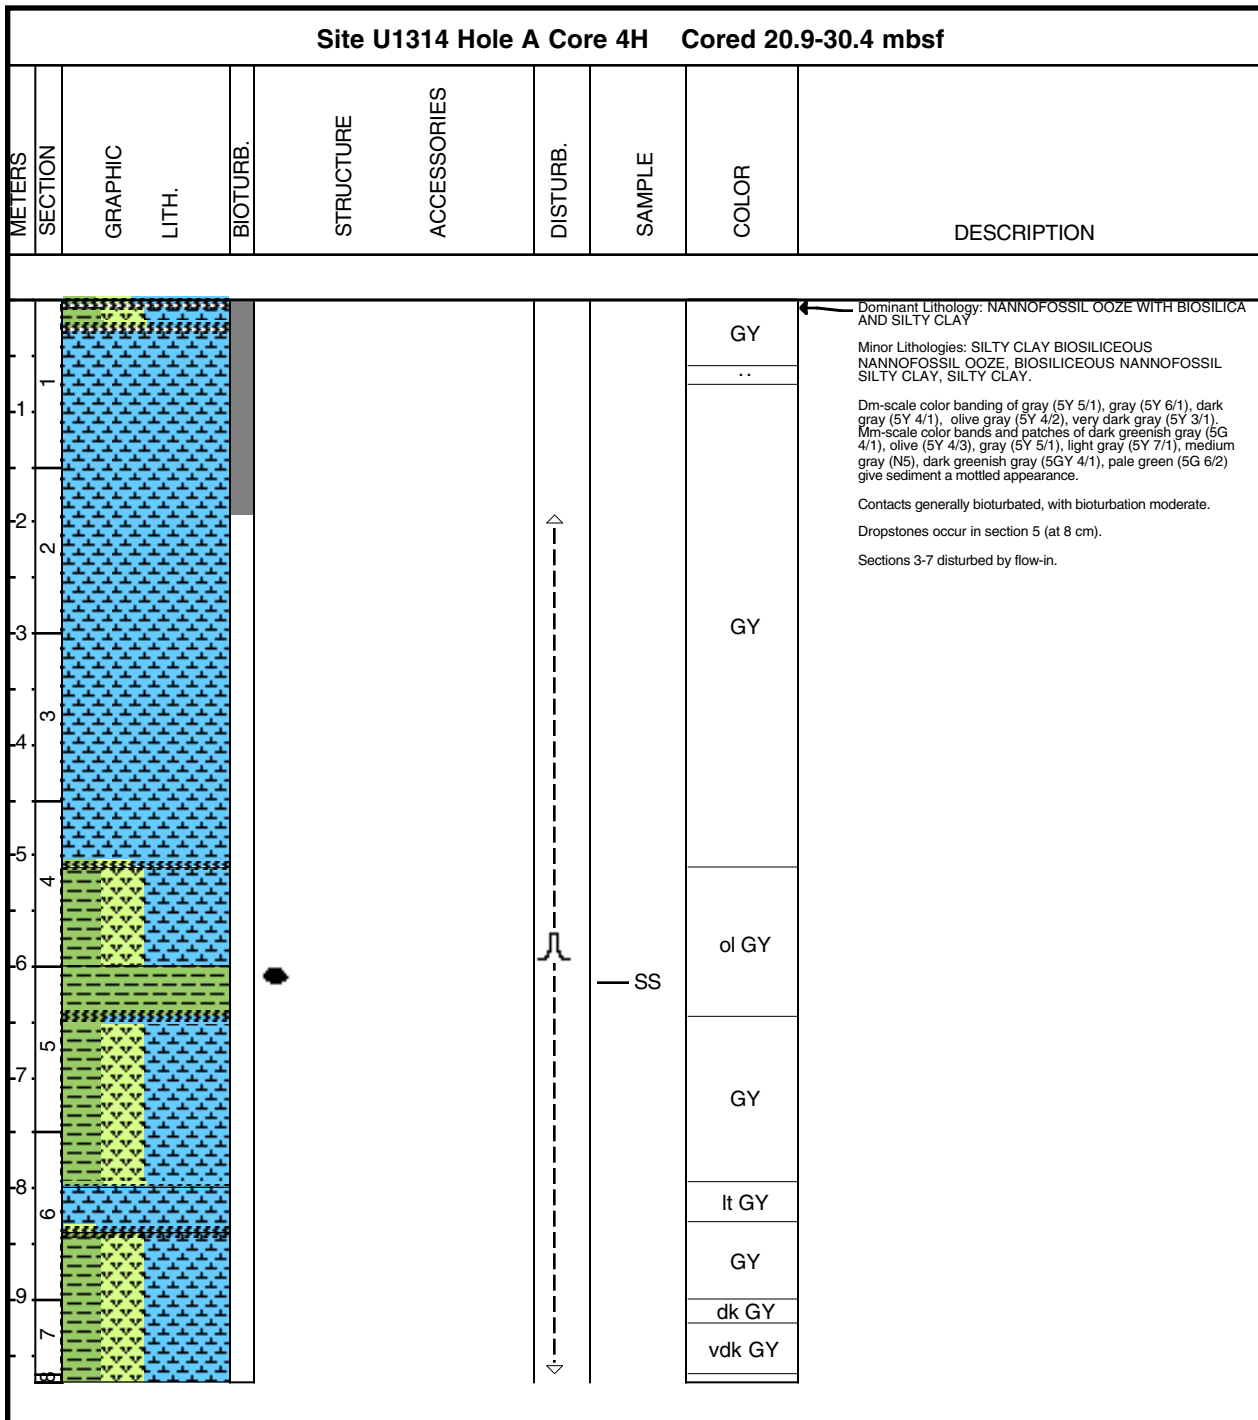 Site U1314 Hole A Core 4H Cored 20.9-30.4 mbsf
METERS
SECTION
GRAPHIC
LITH.
BIOTURB.
STRUCTURE
ACCESSORIES
DISTURB.
SAMPLE
COLOR
DESCRIPTION
Dominant Lithology: NANNOFOSSIL OOZE WITH BIOSILICA
AND SILTY CLAY
Minor Lithologies: SILTY CLAY BIOSILICEOUS
NANNOFOSSIL OOZE, BIOSILICEOUS NANNOFOSSIL
SILTY CLAY, SILTY CLAY.
Dm-scale color banding of gray (5Y 5/1), gray (5Y 6/1), dark
gray (5Y 4/1), olive gray (5Y 4/2), very dark gray (5Y 3/1).
Mm-scale color bands and patches of dark greenish gray (5G
4/1), olive (5Y 4/3), gray (5Y 5/1), light gray (5Y 7/1), medium
gray (N5), dark greenish gray (5GY 4/1), pale green (5G 6/2)
give sediment a mottled appearance.
Contacts generally bioturbated, with bioturbation moderate.
Dropstones occur in section 5 (at 8 cm).
Sections 3-7 disturbed by flow-in.
1
2
3
4
5
6
7
8
9
1
2
3
4
5
6
7
8
SS
GY
..
GY
ol GY
GY
lt GY
GY
dk GY
vdk GY